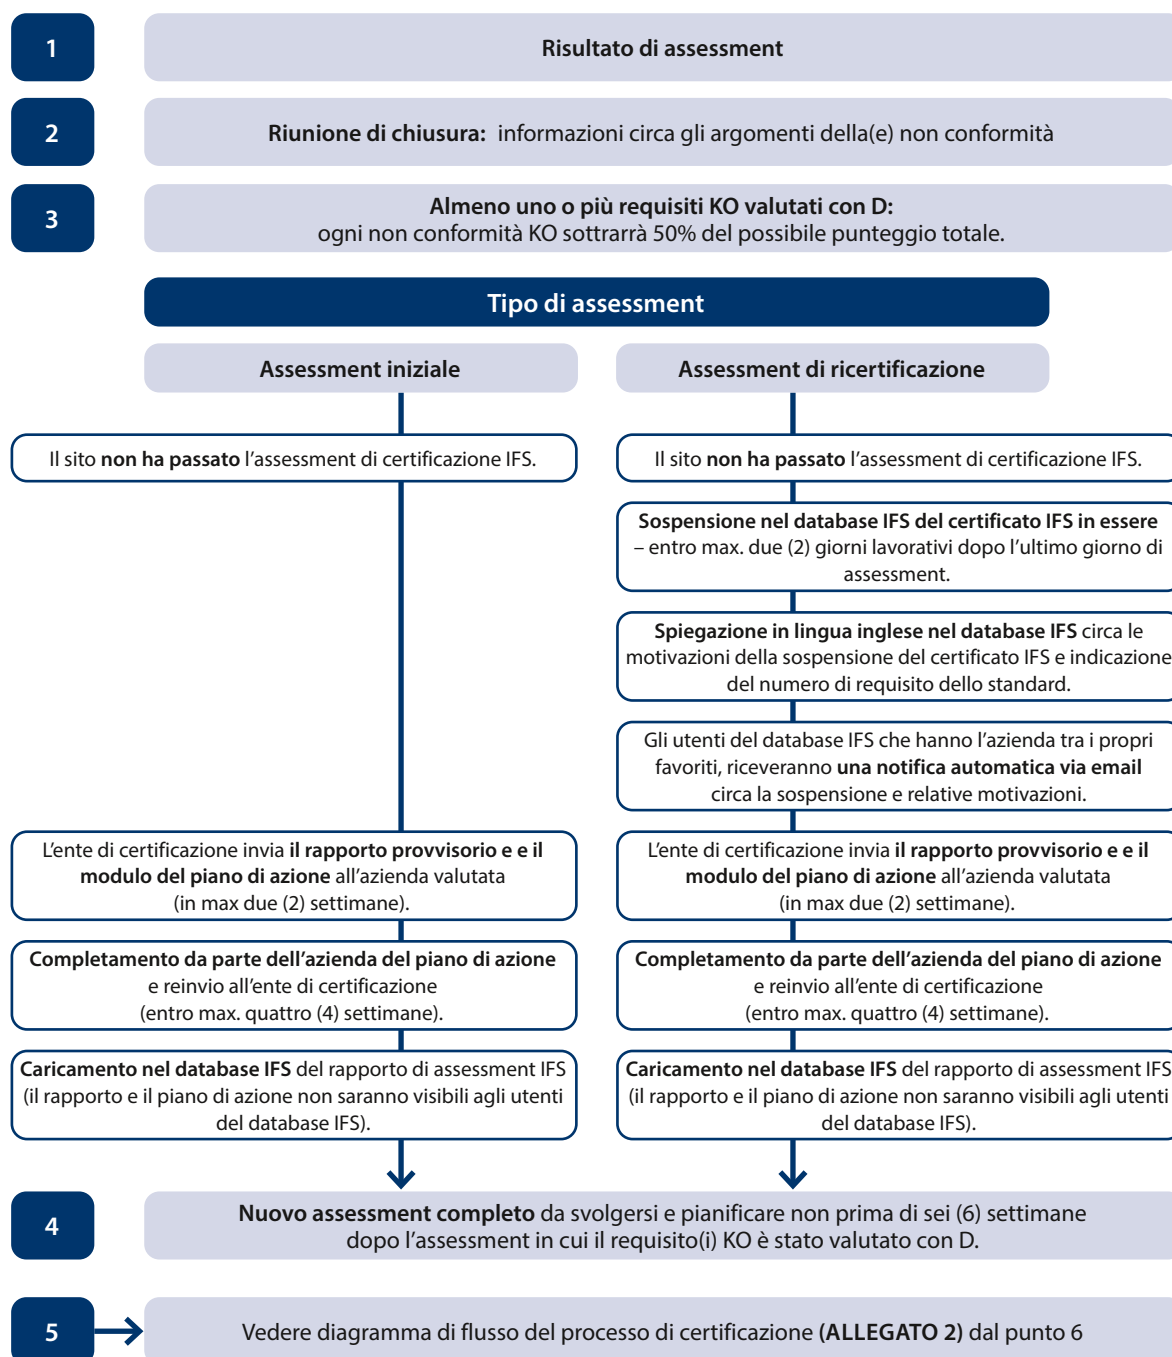 1
Risultato di assessment
2
Riunione di chiusura: informazioni circa gli argomenti della(e) non conformità
3
Almeno uno o più requisiti KO valutati con D:
ogni non conformità KO sottrarrà 50% del possibile punteggio totale.
Tipo di assessment
Assessment iniziale
Assessment di ricertificazione
Il sito non ha passato l’assessment di certificazione IFS.
Il sito non ha passato l’assessment di certificazione IFS.
Sospensione nel database IFS del certificato IFS in essere
– entro max. due (2) giorni lavorativi dopo l’ultimo giorno di
assessment.
Spiegazione in lingua inglese nel database IFS circa le
motivazioni della sospensione del certificato IFS e indicazione
del numero di requisito dello standard.
Gli utenti del database IFS che hanno l’azienda tra i propri
favoriti, riceveranno una notifica automatica via email
circa la sospensione e relative motivazioni.
L’ente di certificazione invia il rapporto provvisorio e e il
modulo del piano di azione all’azienda valutata
(in max due (2) settimane).
L’ente di certificazione invia il rapporto provvisorio e e il
modulo del piano di azione all’azienda valutata
(in max due (2) settimane).
Completamento da parte dell’azienda del piano di azione
e reinvio all’ente di certificazione
(entro max. quattro (4) settimane).
Completamento da parte dell’azienda del piano di azione
e reinvio all’ente di certificazione
(entro max. quattro (4) settimane).
Caricamento nel database IFS del rapporto di assessment IFS
(il rapporto e il piano di azione non saranno visibili agli utenti
del database IFS).
Caricamento nel database IFS del rapporto di assessment IFS
(il rapporto e il piano di azione non saranno visibili agli utenti
del database IFS).
4
Nuovo assessment completo da svolgersi e pianificare non prima di sei (6) settimane
dopo l’assessment in cui il requisito(i) KO è stato valutato con D.
5
Vedere diagramma di flusso del processo di certificazione (ALLEGATO 2) dal punto 6